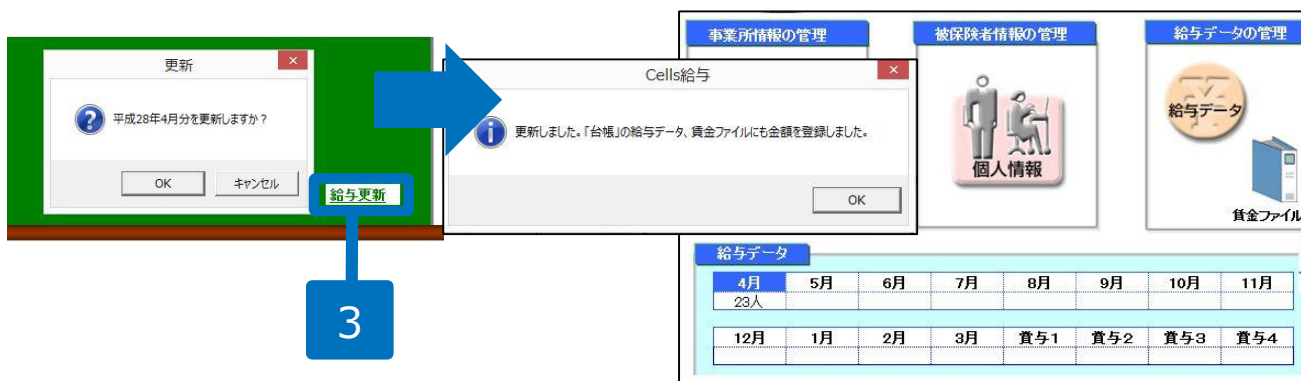 更新
平成28年4月分を更新しますか?
OK
キャンセル
給与更新
3
Cells給与
更新しました。「台帳」の給与データ、賃金ファイルにも金額を登録しました。
OK
事業所情報の管理
被保険者情報の管理
給与データの管理
個人情報
給与データ
賃金ファイル
給与データ
4月 5月 6月 7月 8月 9月 10月 11月
23人
12月 1月 2月 3月 賞与1 賞与2 賞与3 賞与4